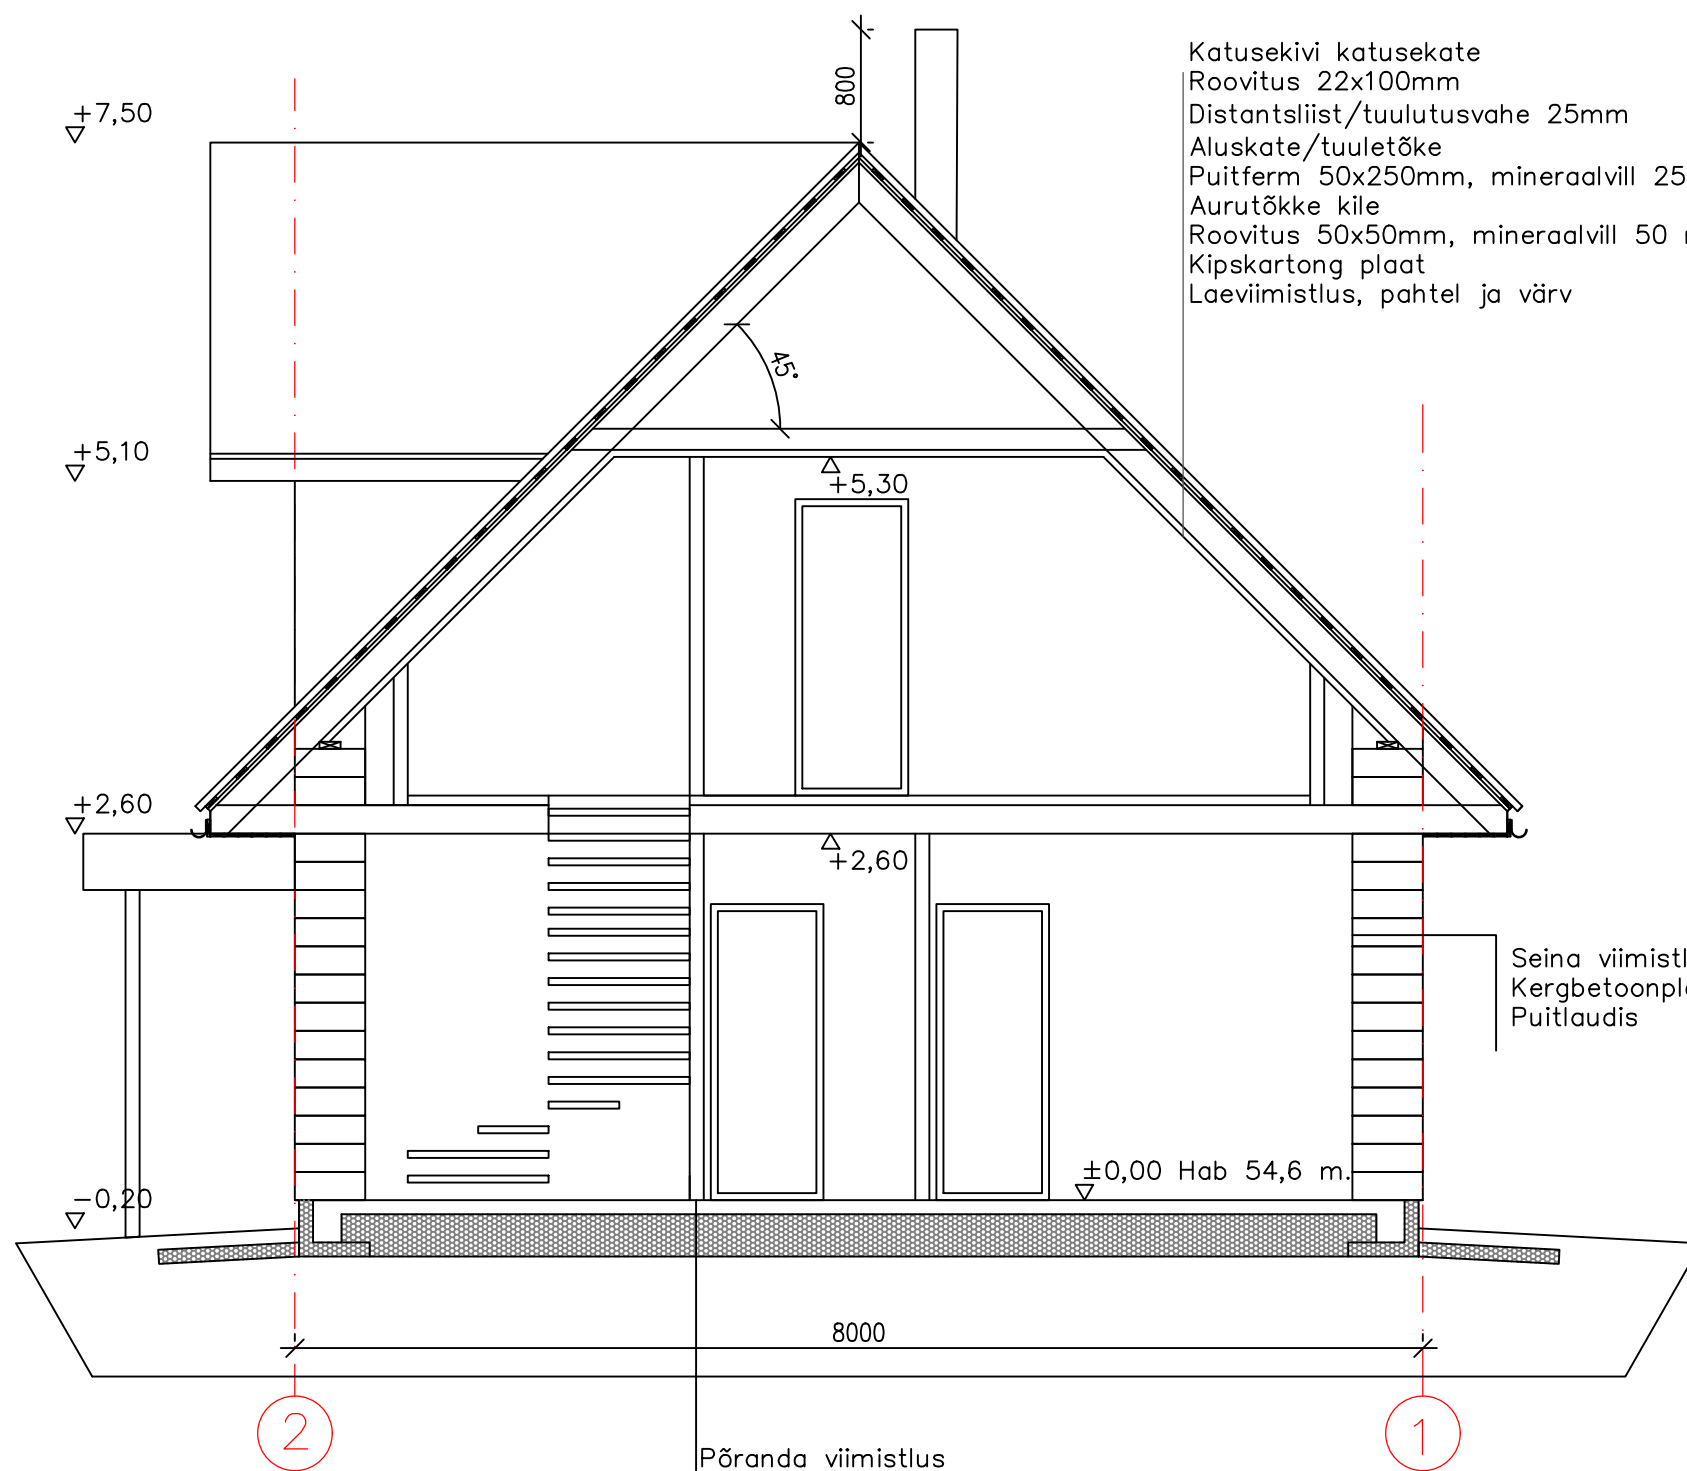 800
Katusekivi katusekate
Roovitus 22x100mm
Distantsliist/tuulutusvahe 25mm
Aluskate/tuuletõke
Puitferm 50x250mm, mineraalvill 25
Aurutõkke kile
Roovitus 50x50mm, mineraalvill 50
Kipskartong plaat
Laeviimistlus, pahtel ja värv
+7,50
45°
+5,10
+5,30
+2,60
+2,60
Seina
Puitlaudis
±0,00 Hab 54,6 m.
-0,20
8000
2
1
Põranda viimistlus